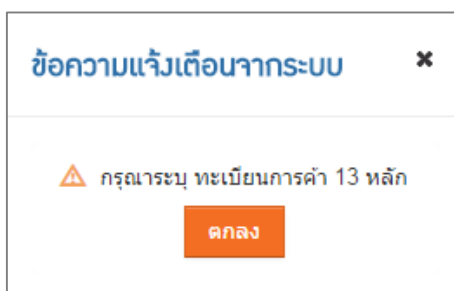 ข้อความแจ้งเตือนจากระบบ
กรุณาระบุ ทะเบียนการค้า 13 หลัก
ตกลง